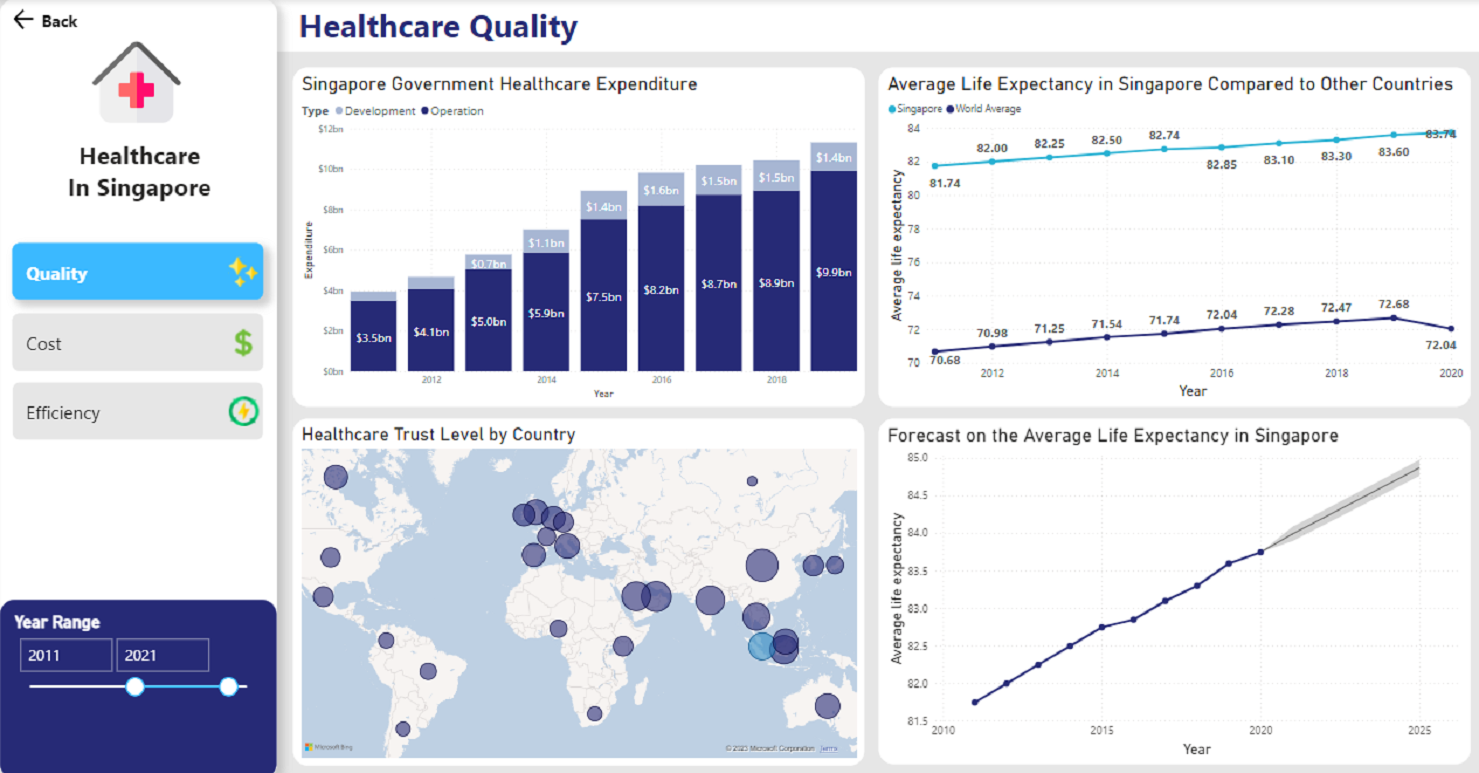 Back
Healthcare
In Singapore
Quality
Cost
$
Efficiency
Year Range
2011 2021
Healthcare Quality
Singapore Government Healthcare Expenditure
Type Development Operation
Expenditure
$12bn
$10bn
$8bn
$6bn
$4bn
$2bn
$0bn
$3.5bn
$4.1bn
$0.7bn
$5.0bn
$1.1bn
$5.9bn
$1.4bn
$7.5bn
$1.6bn
$8.2bn
$1.5bn
$8.7bn
$1.5bn
$8.9bn
$1.4bn
$9.9bn
2012 2014 2016 2018
Year
Average Life Expectancy in Singapore Compared to Other Countries
Singapore World Average
Average life expectancy
84
82
80
78
76
74
72
70
81.74 82.00 82.25 82.50 82.74 82.85 83.10 83.30 83.60 83.74
70.68 70.98 71.25 71.54 71.74 72.04 72.28 72.47 72.68 72.04
2012 2014 2016 2018 2020
Year
Healthcare Trust Level by Country
Microsoft Bing
© 2023 Microsoft Corporation Terms
Forecast on the Average Life Expectancy in Singapore
Average life expectancy
85.0
84.5
84.0
83.5
83.0
82.5
82.0
81.5
2010 2015 2020 2025
Year